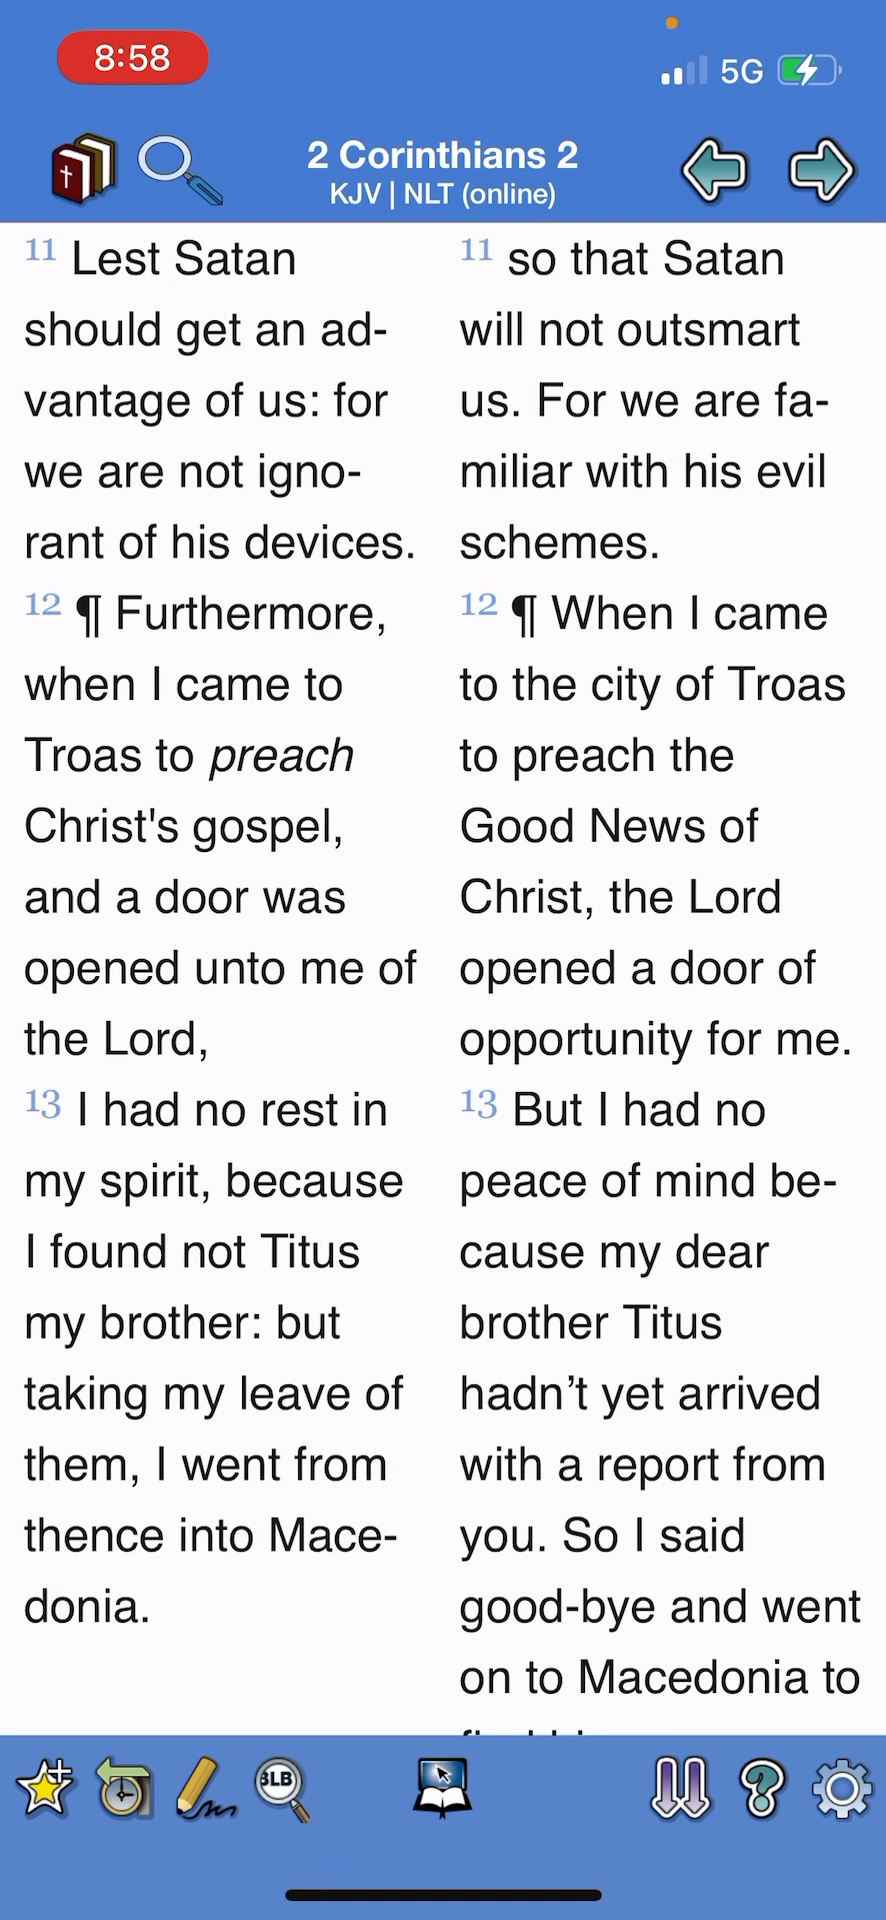 8:58
5G
2 Corinthians 2
KJV | NLT (online)
11 Lest Satan
should get an ad-
vantage of us: for
we are not igno-
rant of his devices.
12 ¶ Furthermore,
when I came to
Troas to preach
Christ's gospel,
and a door was
opened unto me of
the Lord,
13 I had no rest in
my spirit, because
I found not Titus
my brother: but
taking my leave of
them, I went from
thence into Mace-
donia.
11 so that Satan
will not outsmart
us. For we are fa-
miliar with his evil
schemes.
12 ¶ When I came
to the city of Troas
to preach the
Good News of
Christ, the Lord
opened a door of
opportunity for me.
13 But I had no
peace of mind be-
cause my dear
brother Titus
hadn’t yet arrived
with a report from
you. So I said
good-bye and went
on to Macedonia to
BLB